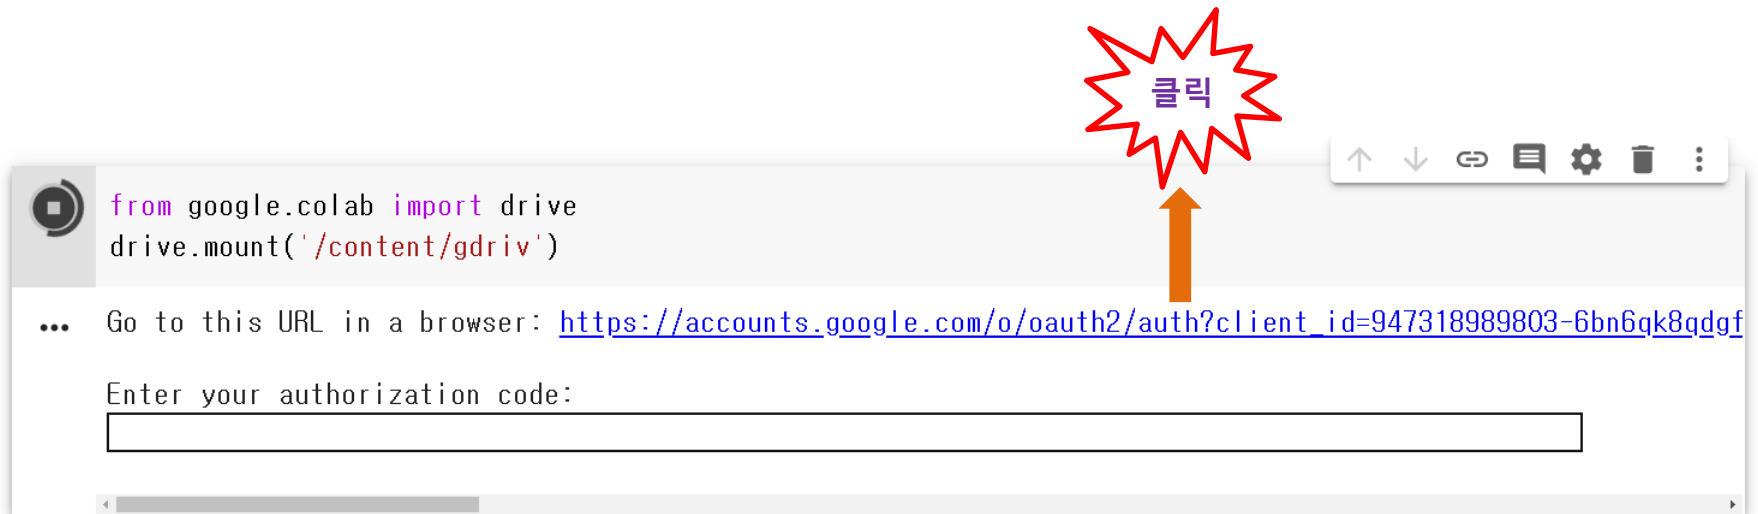 클릭
from google.colab import drive
drive.mount('/content/gdriv')
Go to this URL in a browser: https://accounts.google.com/o/oauth2/auth?client_id=947318989803-6bn6qk8qdgf
Enter your authorization code: